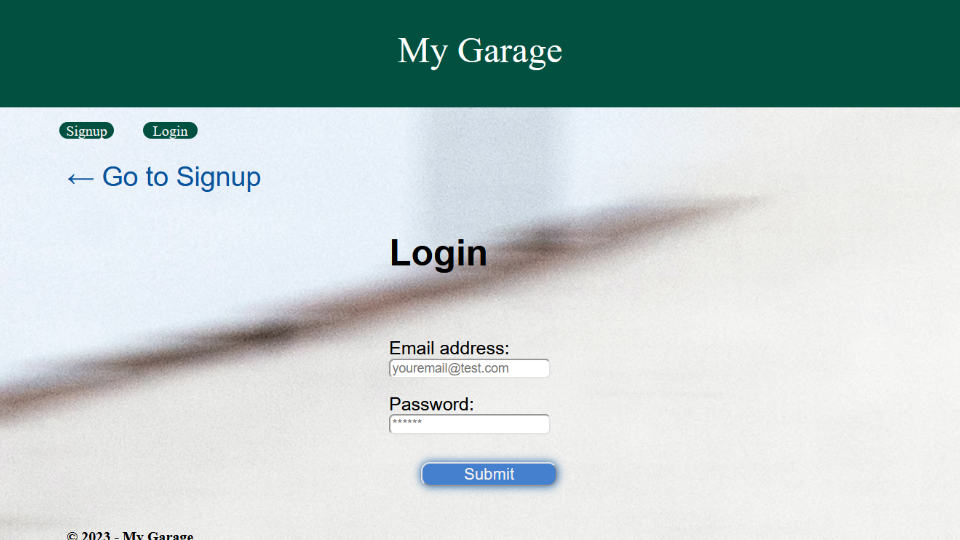 My Garage
Signup
Login
← Go to Signup
Login
Email address:
youremail@test.com
Password:
******
Submit
© 2023 - My Garage